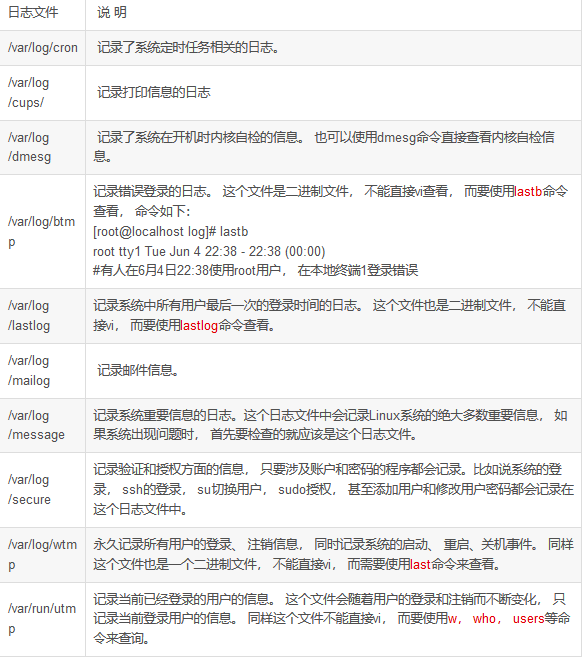 日志文件 说 明
/var/log/cron 记录了系统定时任务相关的日志。
/var/log
/cups/
记录打印信息的日志
/var/log
/dmesg
记录了系统在开机时内核自检的信息。 也可以使用dmesg命令直接查看内核自检信
息。
/var/log/btm
p
记录错误登录的日志。 这个文件是二进制文件, 不能直接vi查看, 而要使用lastb命令
查看, 命令如下:
[root@localhost log]# lastb
root tty1 Tue Jun 4 22:38 - 22:38 (00:00)
#有人在6月4日22:38使用root用户, 在本地终端1登录错误
/var/log
/lastlog
记录系统中所有用户最后一次的登录时间的日志。 这个文件也是二进制文件, 不能直
接vi, 而要使用lastlog命令查看。
/var/log
/mailog
记录邮件信息。
/var/log
/message
记录系统重要信息的日志。这个日志文件中会记录Linux系统的绝大多数重要信息, 如
果系统出现问题时, 首先要检查的就应该是这个日志文件。
/var/log
/secure
记录验证和授权方面的信息, 只要涉及账户和密码的程序都会记录。比如说系统的登
录, ssh的登录, su切换用户, sudo授权, 甚至添加用户和修改用户密码都会记录在
这个日志文件中。
/var/log/wtm
p
永久记录所有用户的登录、 注销信息, 同时记录系统的启动、 重启、关机事件。 同样
这个文件也是一个二进制文件, 不能直接vi, 而需要使用last命令来查看。
/var/run/utm
p
记录当前已经登录的用户的信息。 这个文件会随着用户的登录和注销而不断变化, 只
记录当前登录用户的信息。 同样这个文件不能直接vi, 而要使用w, who, users等命
令来查询。